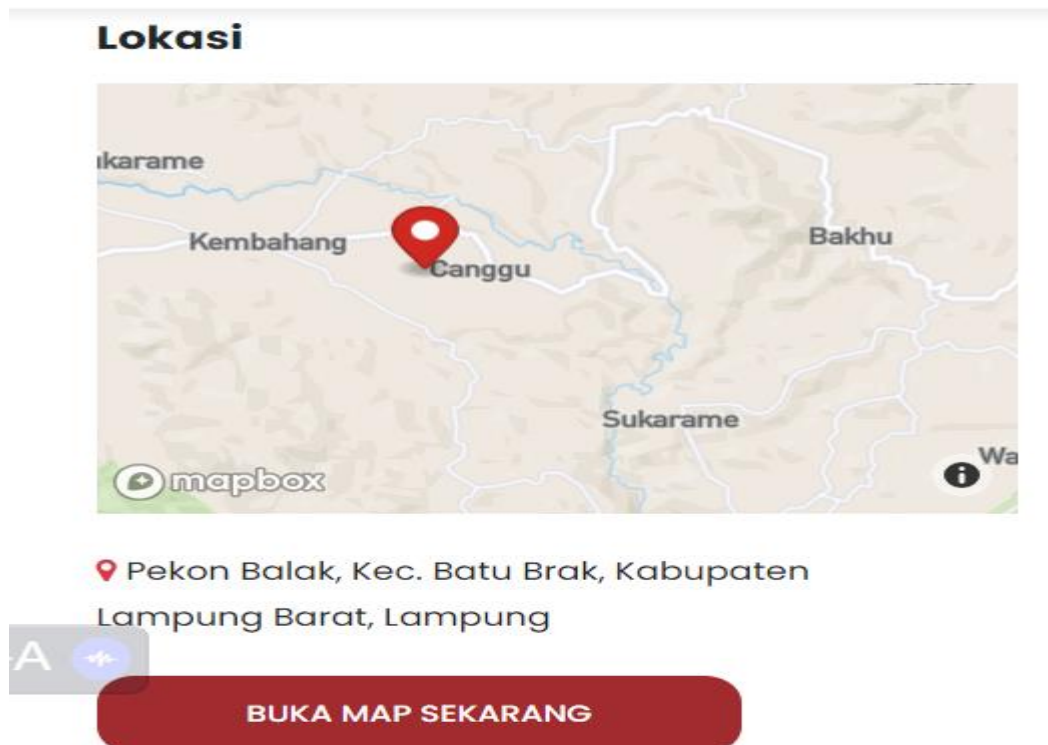 Lokasi
ıkarame
Kembahang
Bakhu
Canggu
Sukarame
Wa
mapbox
Pekon Balak, Kec. Batu Brak, Kabupaten
Lampung Barat, Lampung
A
BUKA MAP SEKARANG